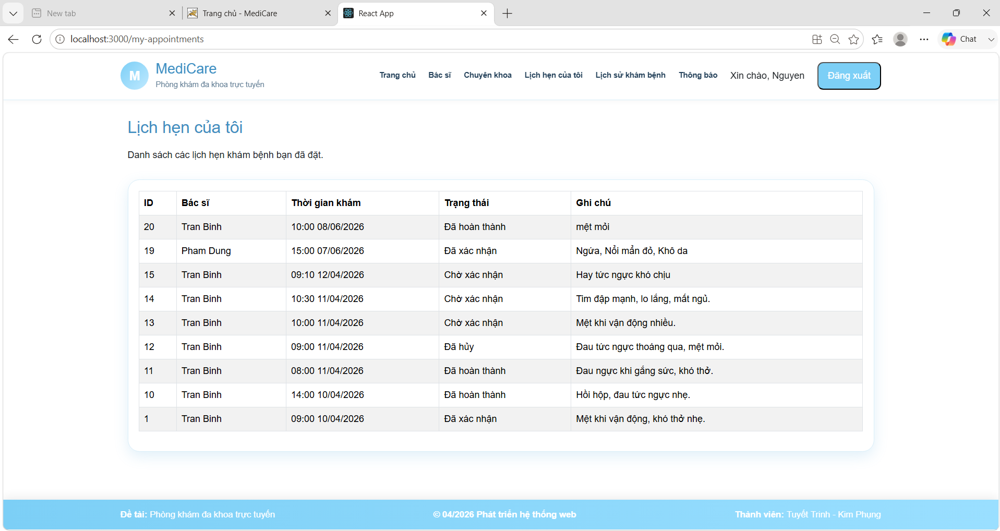 New tab
Trang chủ - MediCare
React App
localhost:3000/my-appointments
Chat
M
MediCare
Phòng khám đa khoa trực tuyến
Trang chủ Bác sĩ Chuyên khoa Lịch hẹn của tôi Lịch sử khám bệnh Thông báo Xin chào, Nguyen Đăng xuất
Lịch hẹn của tôi
Danh sách các lịch hẹn khám bệnh bạn đã đặt.
ID Bác sĩ Thời gian khám Trạng thái Ghi chú
20 Tran Binh 10:00 08/06/2026 Đã hoàn thành mệt mỏi
19 Pham Dung 15:00 07/06/2026 Đã xác nhận Ngứa, Nổi mẩn đỏ, Khô da
15 Tran Binh 09:10 12/04/2026 Chờ xác nhận Hay tức ngực khó chịu
14 Tran Binh 10:30 11/04/2026 Chờ xác nhận Tim đập mạnh, lo lắng, mất ngủ.
13 Tran Binh 10:00 11/04/2026 Chờ xác nhận Mệt khi vận động nhiều.
12 Tran Binh 09:00 11/04/2026 Đã hủy Đau tức ngực thoáng qua, mệt mỏi.
11 Tran Binh 08:00 11/04/2026 Đã hoàn thành Đau ngực khi gắng sức, khó thở.
10 Tran Binh 14:00 10/04/2026 Đã hoàn thành Hồi hộp, đau tức ngực nhẹ.
1 Tran Binh 09:00 10/04/2026 Đã xác nhận Mệt khi vận động, khó thở nhẹ.
Đề tài: Phòng khám đa khoa trực tuyến © 04/2026 Phát triển hệ thống web Thành viên: Tuyết Trinh - Kim Phụng